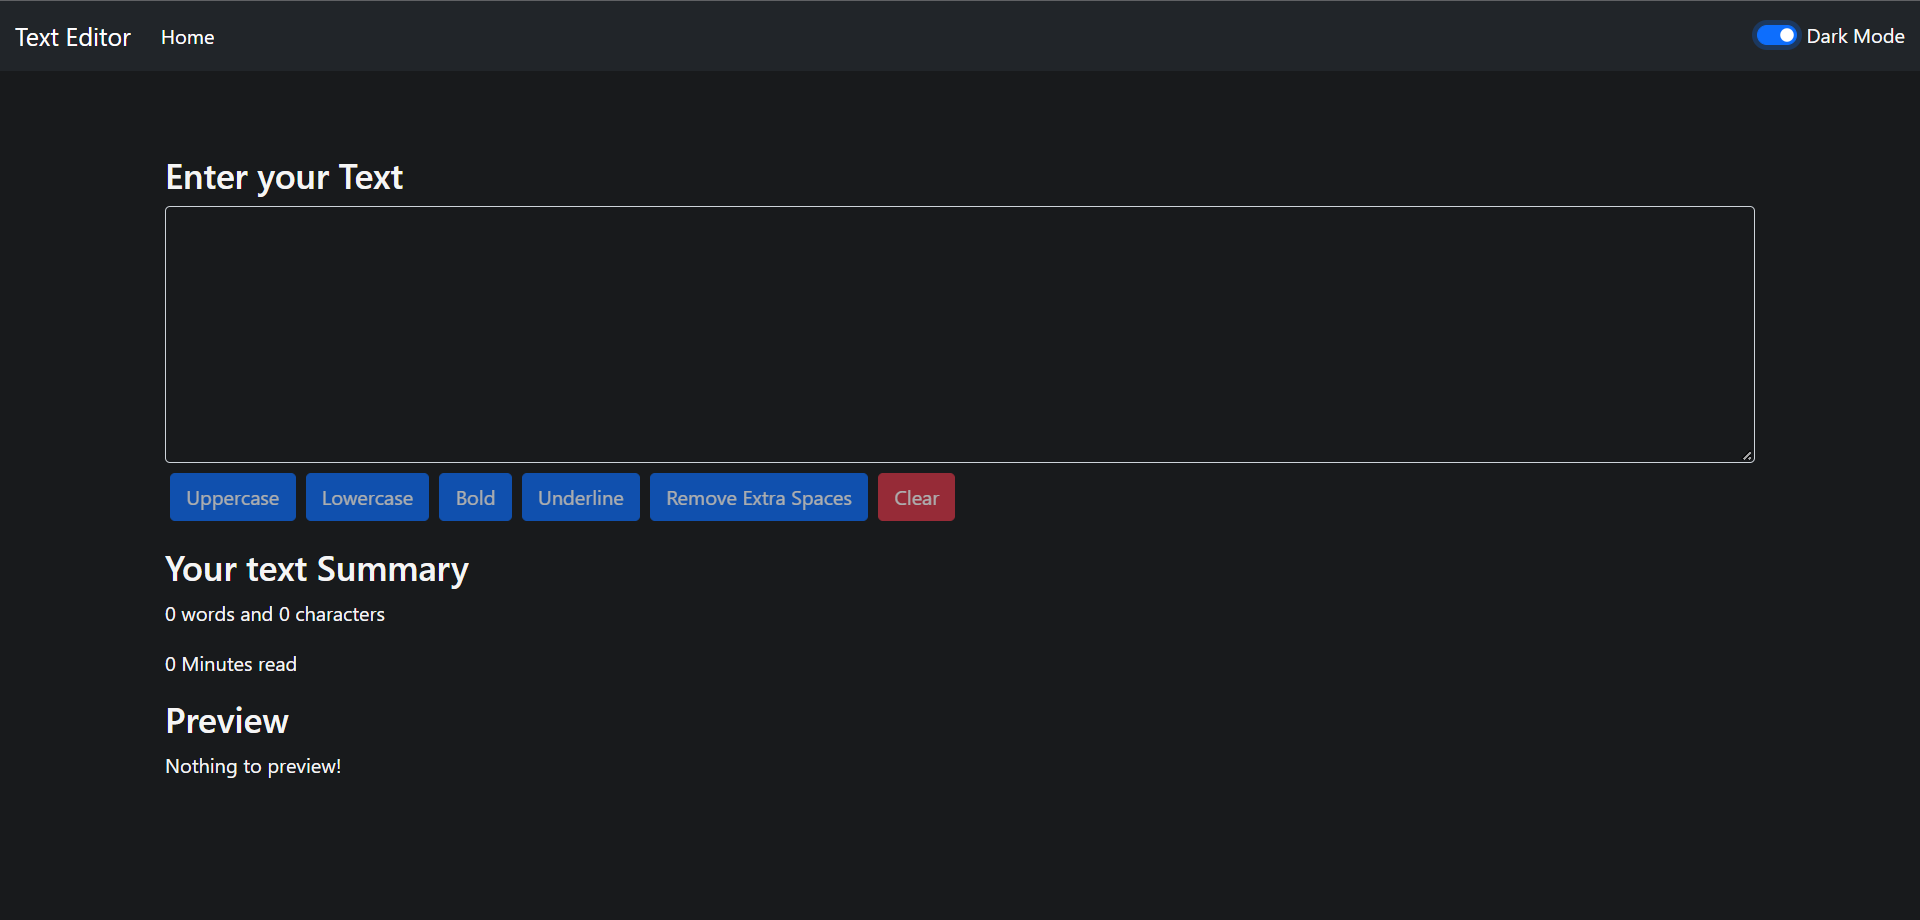 Text Editor Home Dark Mode
Enter your Text
Uppercase Lowercase Bold Underline Remove Extra Spaces Clear
Your text Summary
0 words and 0 characters
0 Minutes read
Preview
Nothing to preview!